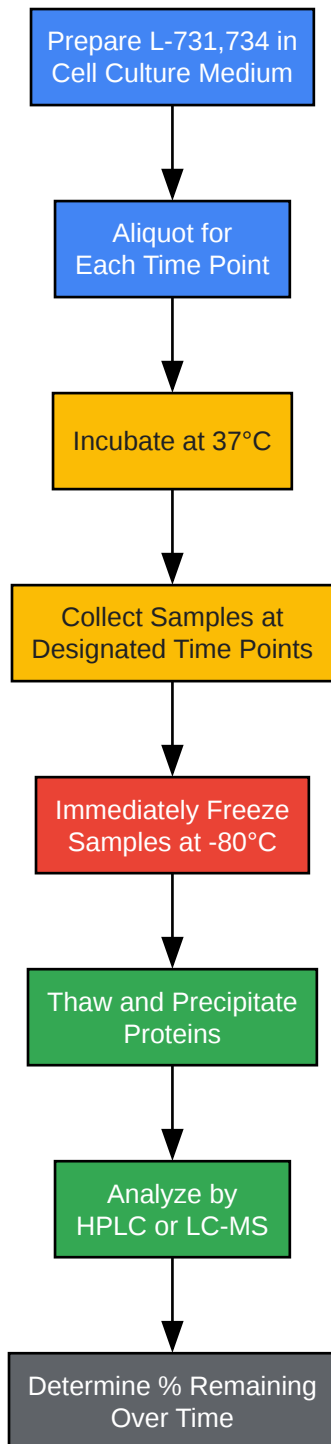 Prepare L-731,734 in
Cell Culture Medium
Aliquot for
Each Time Point
Incubate at 37°C
Collect Samples at
Designated Time Points
Immediately Freeze
Samples at -80°C
Thaw and Precipitate
Proteins
Analyze by
HPLC or LC-MS
Determine % Remaining
Over Time